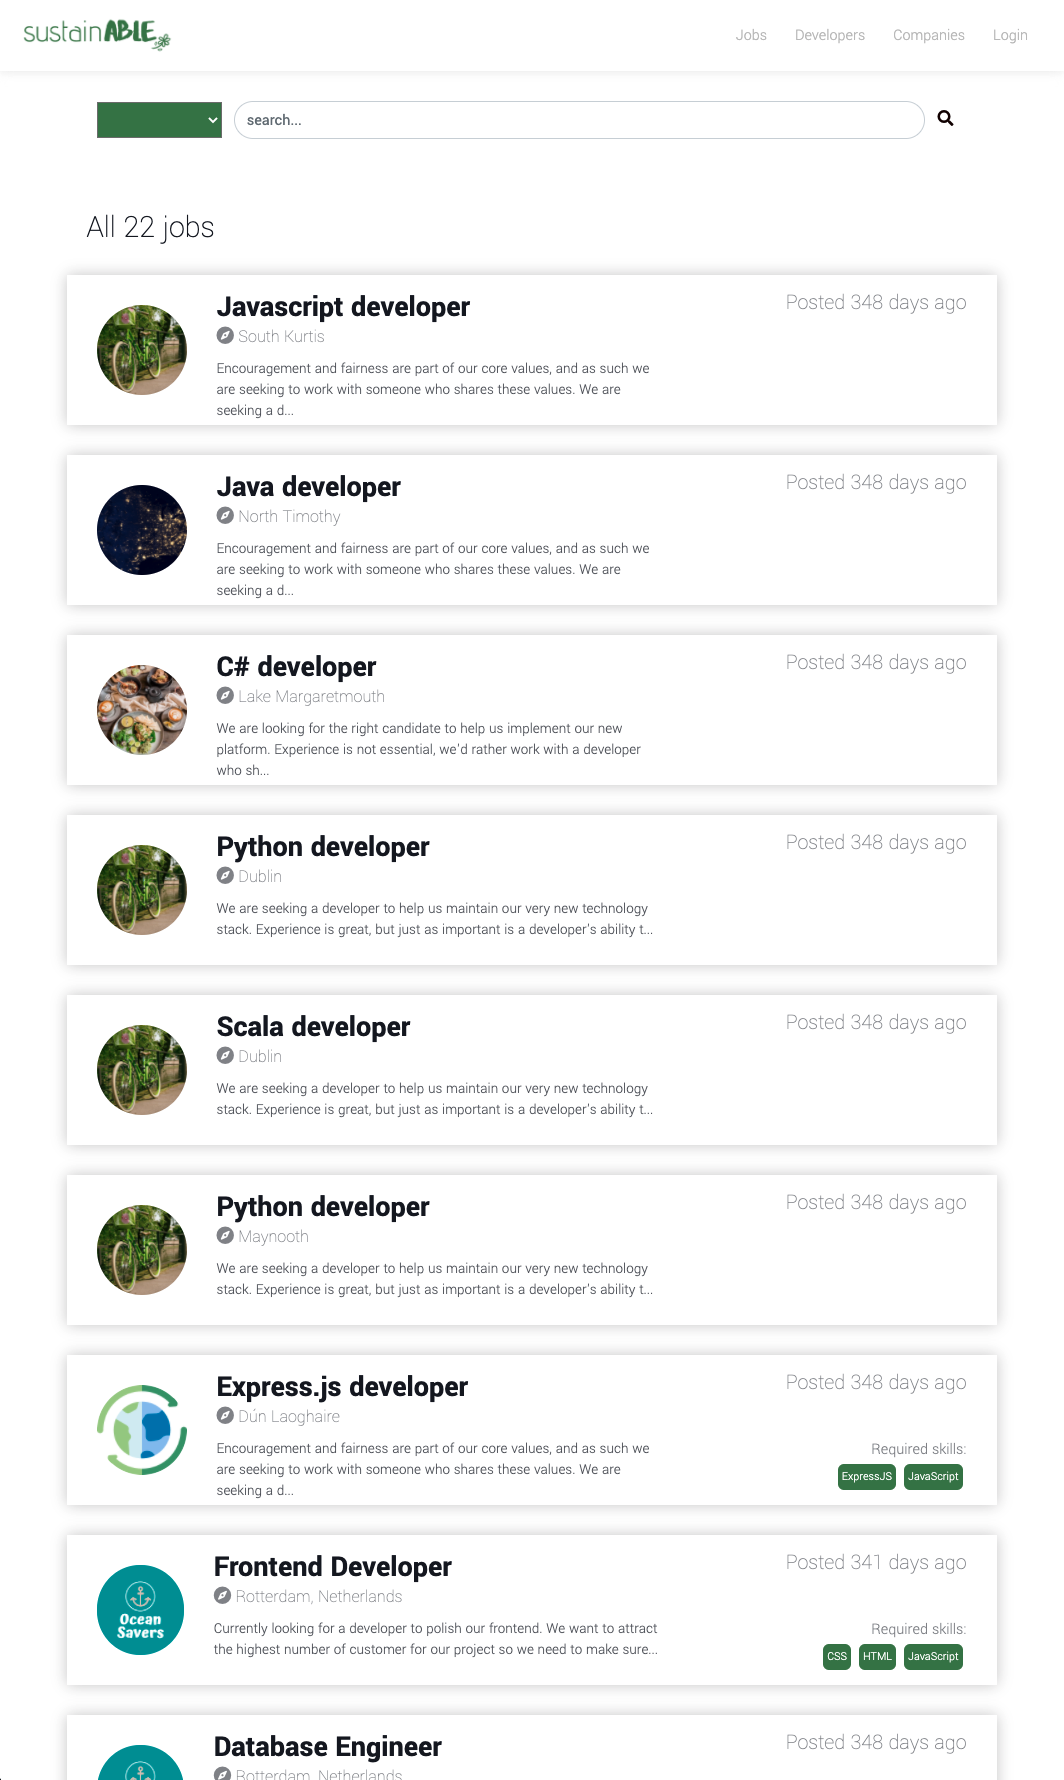 sustainABLE
Jobs Developers Companies Login
search...
All 22 jobs
Javascript developer
Posted 348 days ago
South Kurtis
Encouragement and fairness are part of our core values, and as such we
are seeking to work with someone who shares these values. We are
seeking a d...
Java developer
Posted 348 days ago
North Timothy
Encouragement and fairness are part of our core values, and as such we
are seeking to work with someone who shares these values. We are
seeking a d...
C# developer
Posted 348 days ago
Lake Margaretmouth
We are looking for the right candidate to help us implement our new
platform. Experience is not essential, we'd rather work with a developer
who sh...
Python developer
Posted 348 days ago
Dublin
We are seeking a developer to help us maintain our very new technology
stack. Experience is great, but just as important is a developer's ability t...
Scala developer
Posted 348 days ago
Dublin
We are seeking a developer to help us maintain our very new technology
stack. Experience is great, but just as important is a developer's ability t...
Python developer
Posted 348 days ago
Maynooth
We are seeking a developer to help us maintain our very new technology
stack. Experience is great, but just as important is a developer's ability t...
Express.js developer
Posted 348 days ago
Dún Laoghaire
Encouragement and fairness are part of our core values, and as such we
are seeking to work with someone who shares these values. We are
seeking a d...
Required skills:
ExpressJS JavaScript
Ocean
Savers
Frontend Developer
Posted 341 days ago
Rotterdam, Netherlands
Currently looking for a developer to polish our frontend. We want to attract
the highest number of customer for our project so we need to make sure...
Required skills:
CSS HTML JavaScript
Database Engineer
Posted 348 days ago
Rotterdam, Netherlands